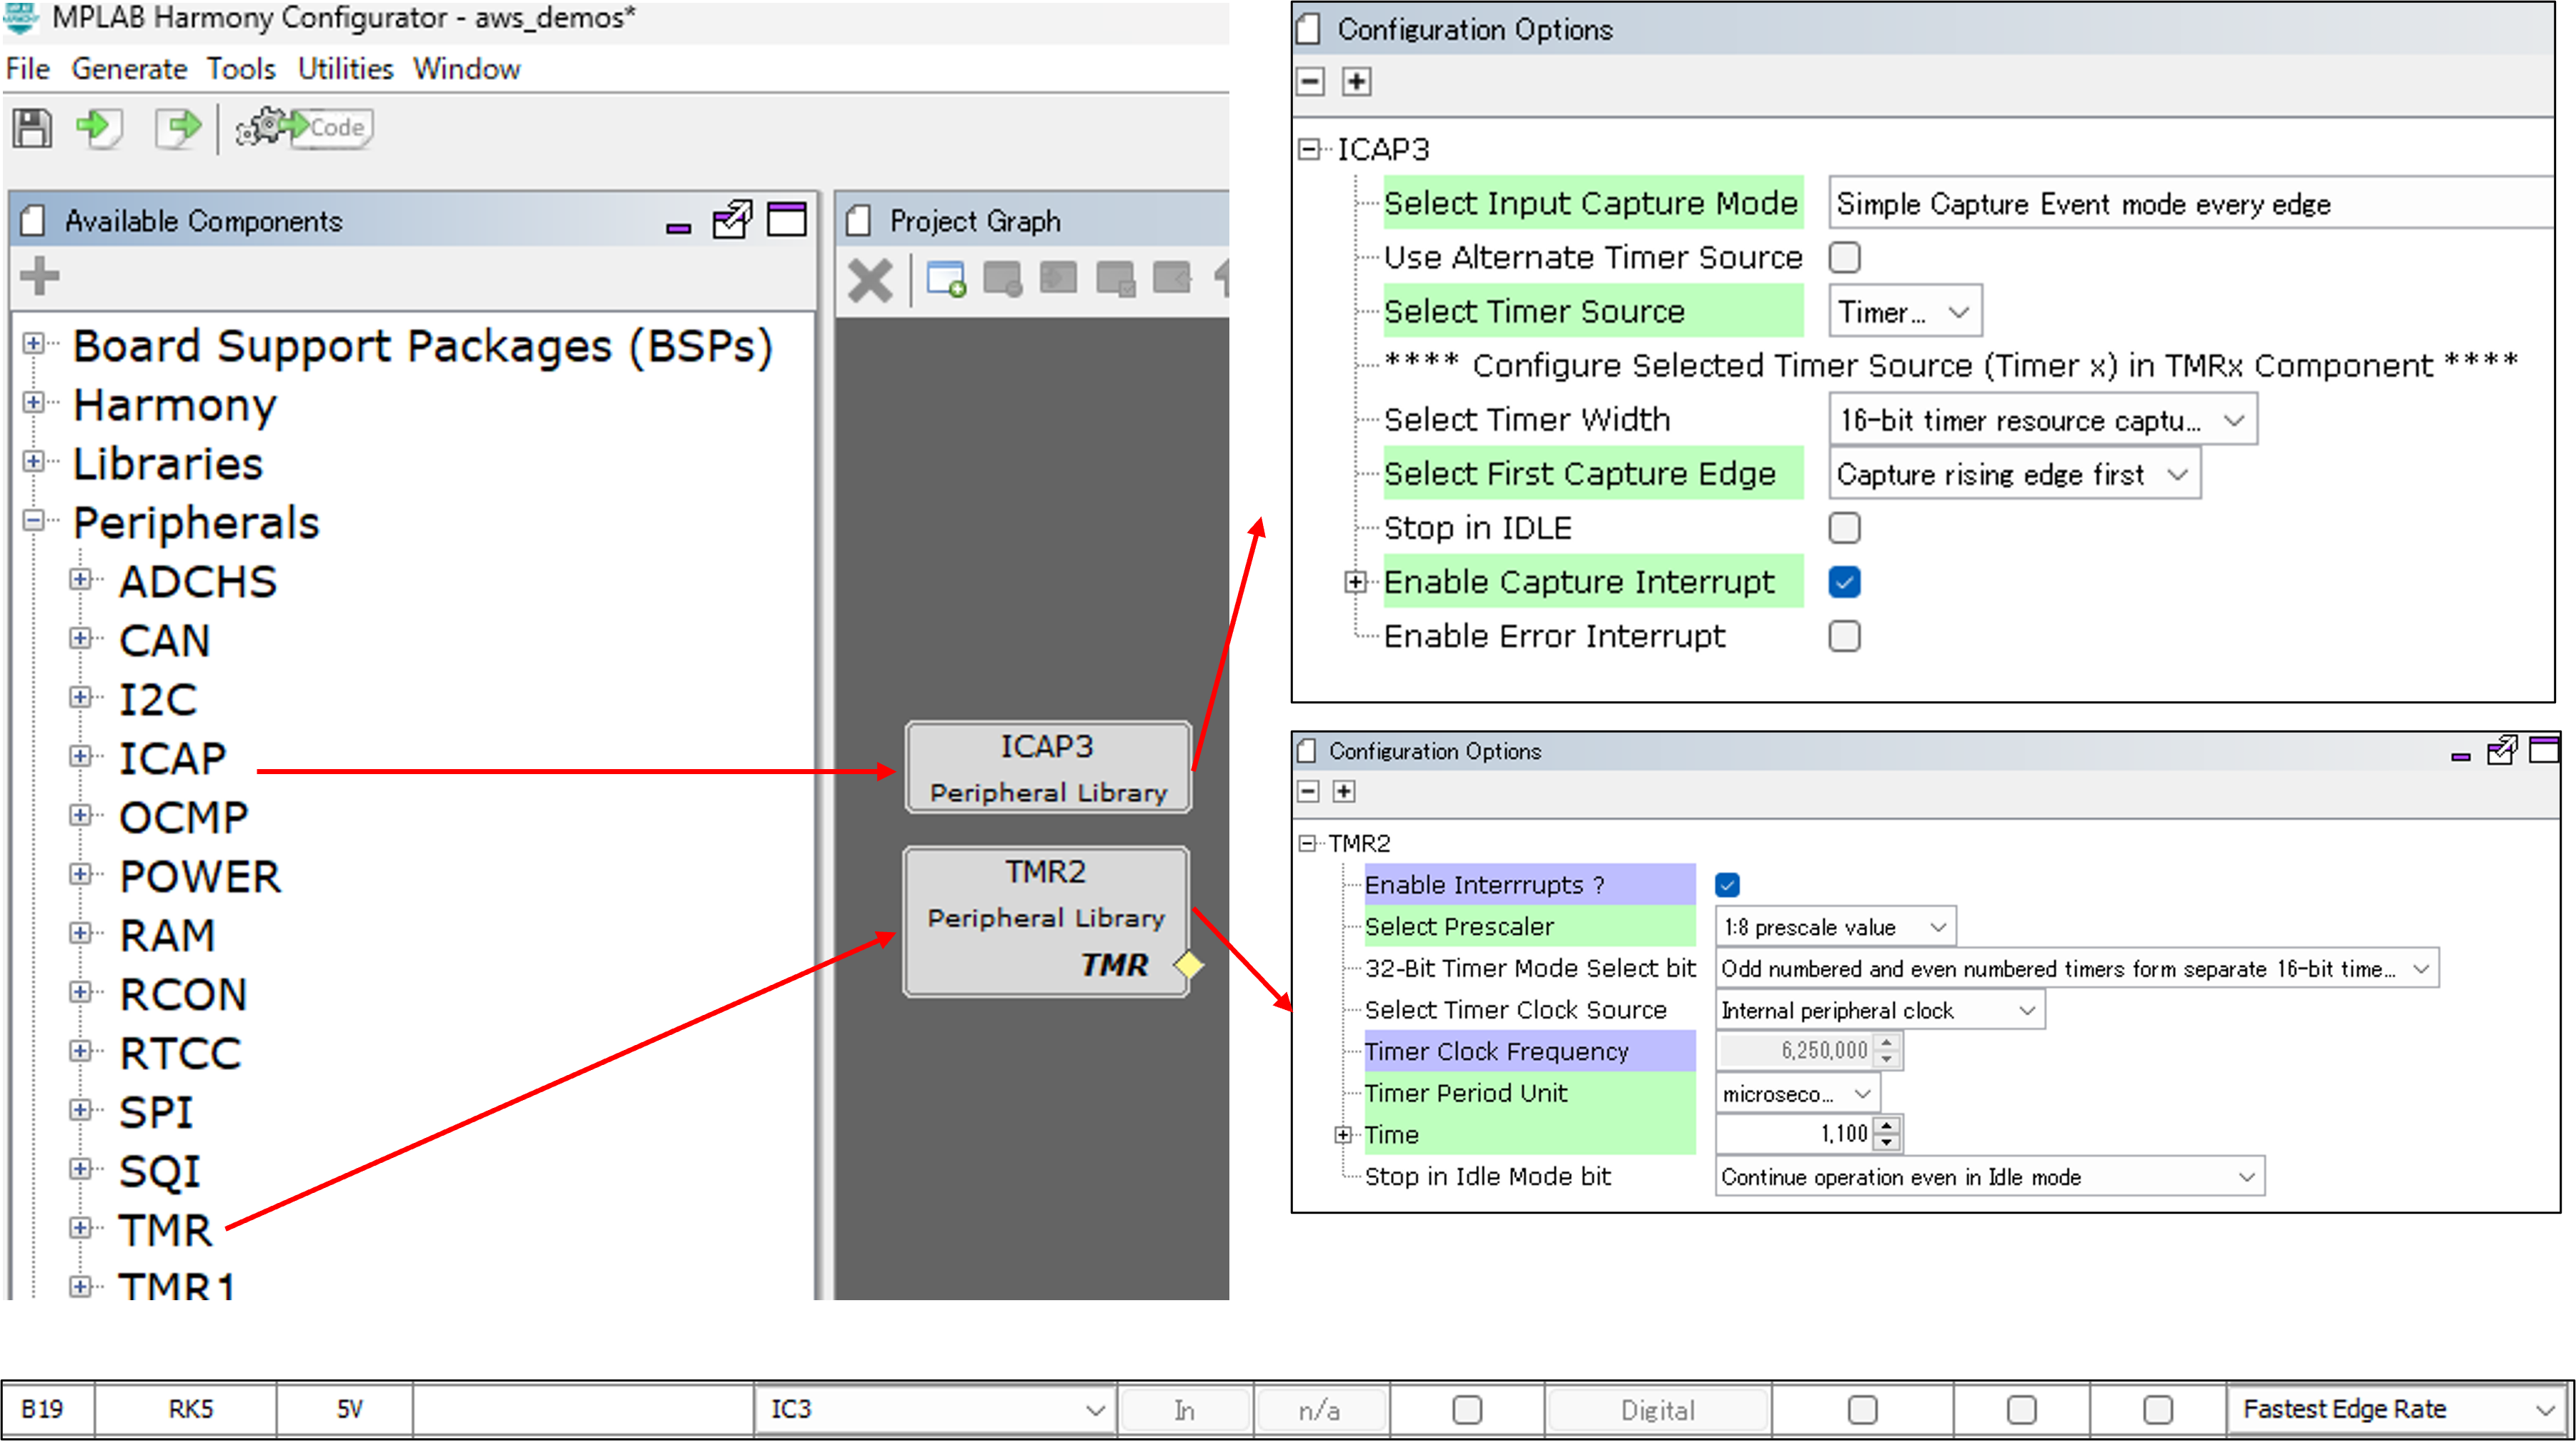 MPLAB Harmony Configurator - aws_demos*
File Generate Tools Utilities Window
Code
Available Components
Board Support Packages (BSPs)
Harmony
Libraries
Peripherals
ADCHS
CAN
I2C
ICAP
OCMP
POWER
RAM
RCON
RTCC
SPI
SQI
TMR
TMR1
Project Graph
ICAP3
Peripheral Library
TMR2
Peripheral Library
TMR
Configuration Options
ICAP3
Select Input Capture Mode Simple Capture Event mode every edge
Use Alternate Timer Source
Select Timer Source Timer...
**** Configure Selected Timer Source (Timer x) in TMRx Component ****
Select Timer Width 16-bit timer resource captu...
Select First Capture Edge Capture rising edge first
Stop in IDLE
Enable Capture Interrupt
Enable Error Interrupt
Configuration Options
TMR2
Enable Interrrupts ?
Select Prescaler 1:8 prescale value
32-Bit Timer Mode Select bit Odd numbered and even numbered timers form separate 16-bit time...
Select Timer Clock Source Internal peripheral clock
Timer Clock Frequency 6,250,000
Timer Period Unit microseco...
Time 1,100
Stop in Idle Mode bit Continue operation even in Idle mode
B19 RK5 5V IC3 In n/a Digital Fastest Edge Rate